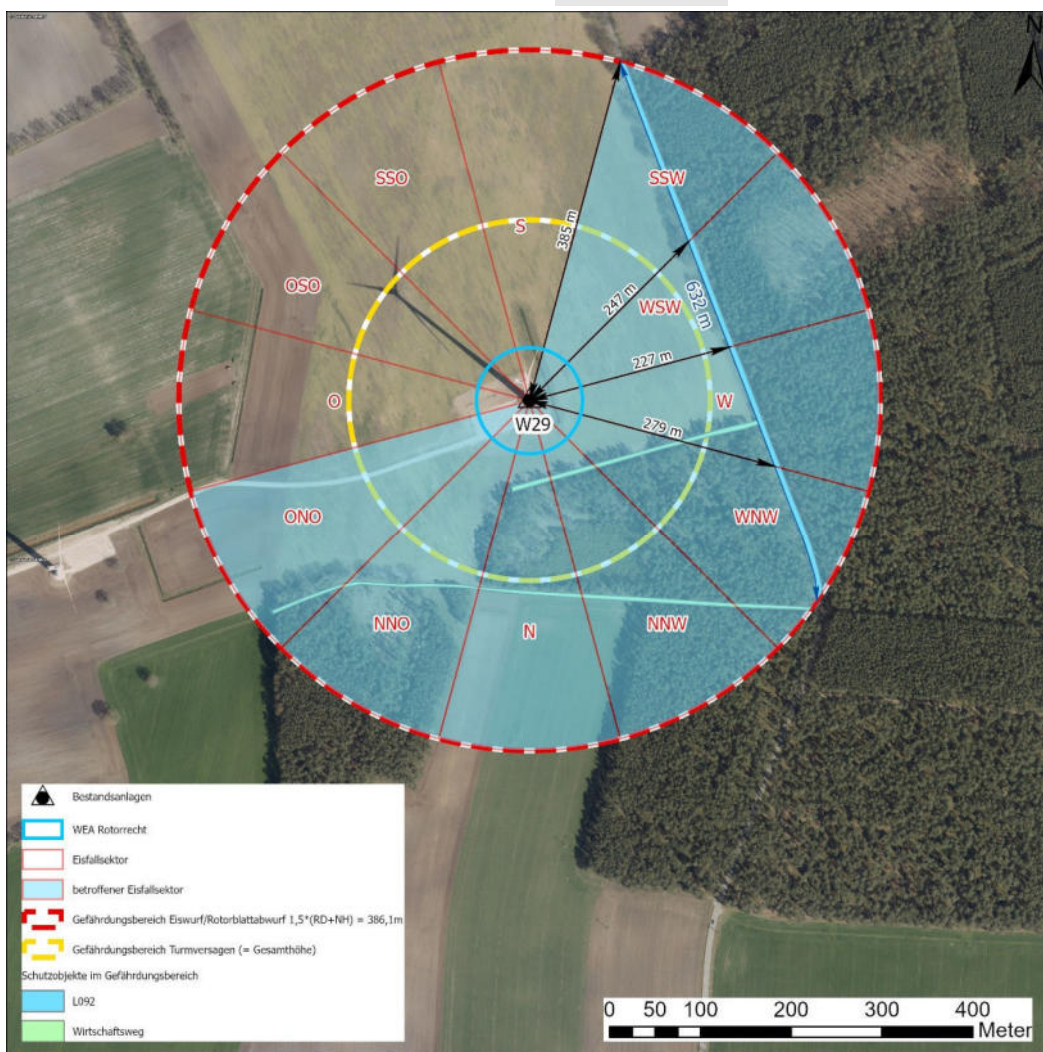 N
SSO
SSW
S
385 m
OSO
247 m
WSW
632 m
227 m
O
W
W29
279 m
ONO
WNW
NNO
N
NNW
Bestandsanlagen
WEA Rotorrecht
Eisfallsektor
betroffener Eisfallsektor
Gefährdungsbereich Eiswurf/Rotorblattabwurf 1,5*(RD+NH) = 386,1m
Gefährdungsbereich Turmversagen (= Gesamthöhe)
Schutzobjekte im Gefährdungsbereich
L092
Wirtschaftsweg
0 50 100 200 300 400
Meter